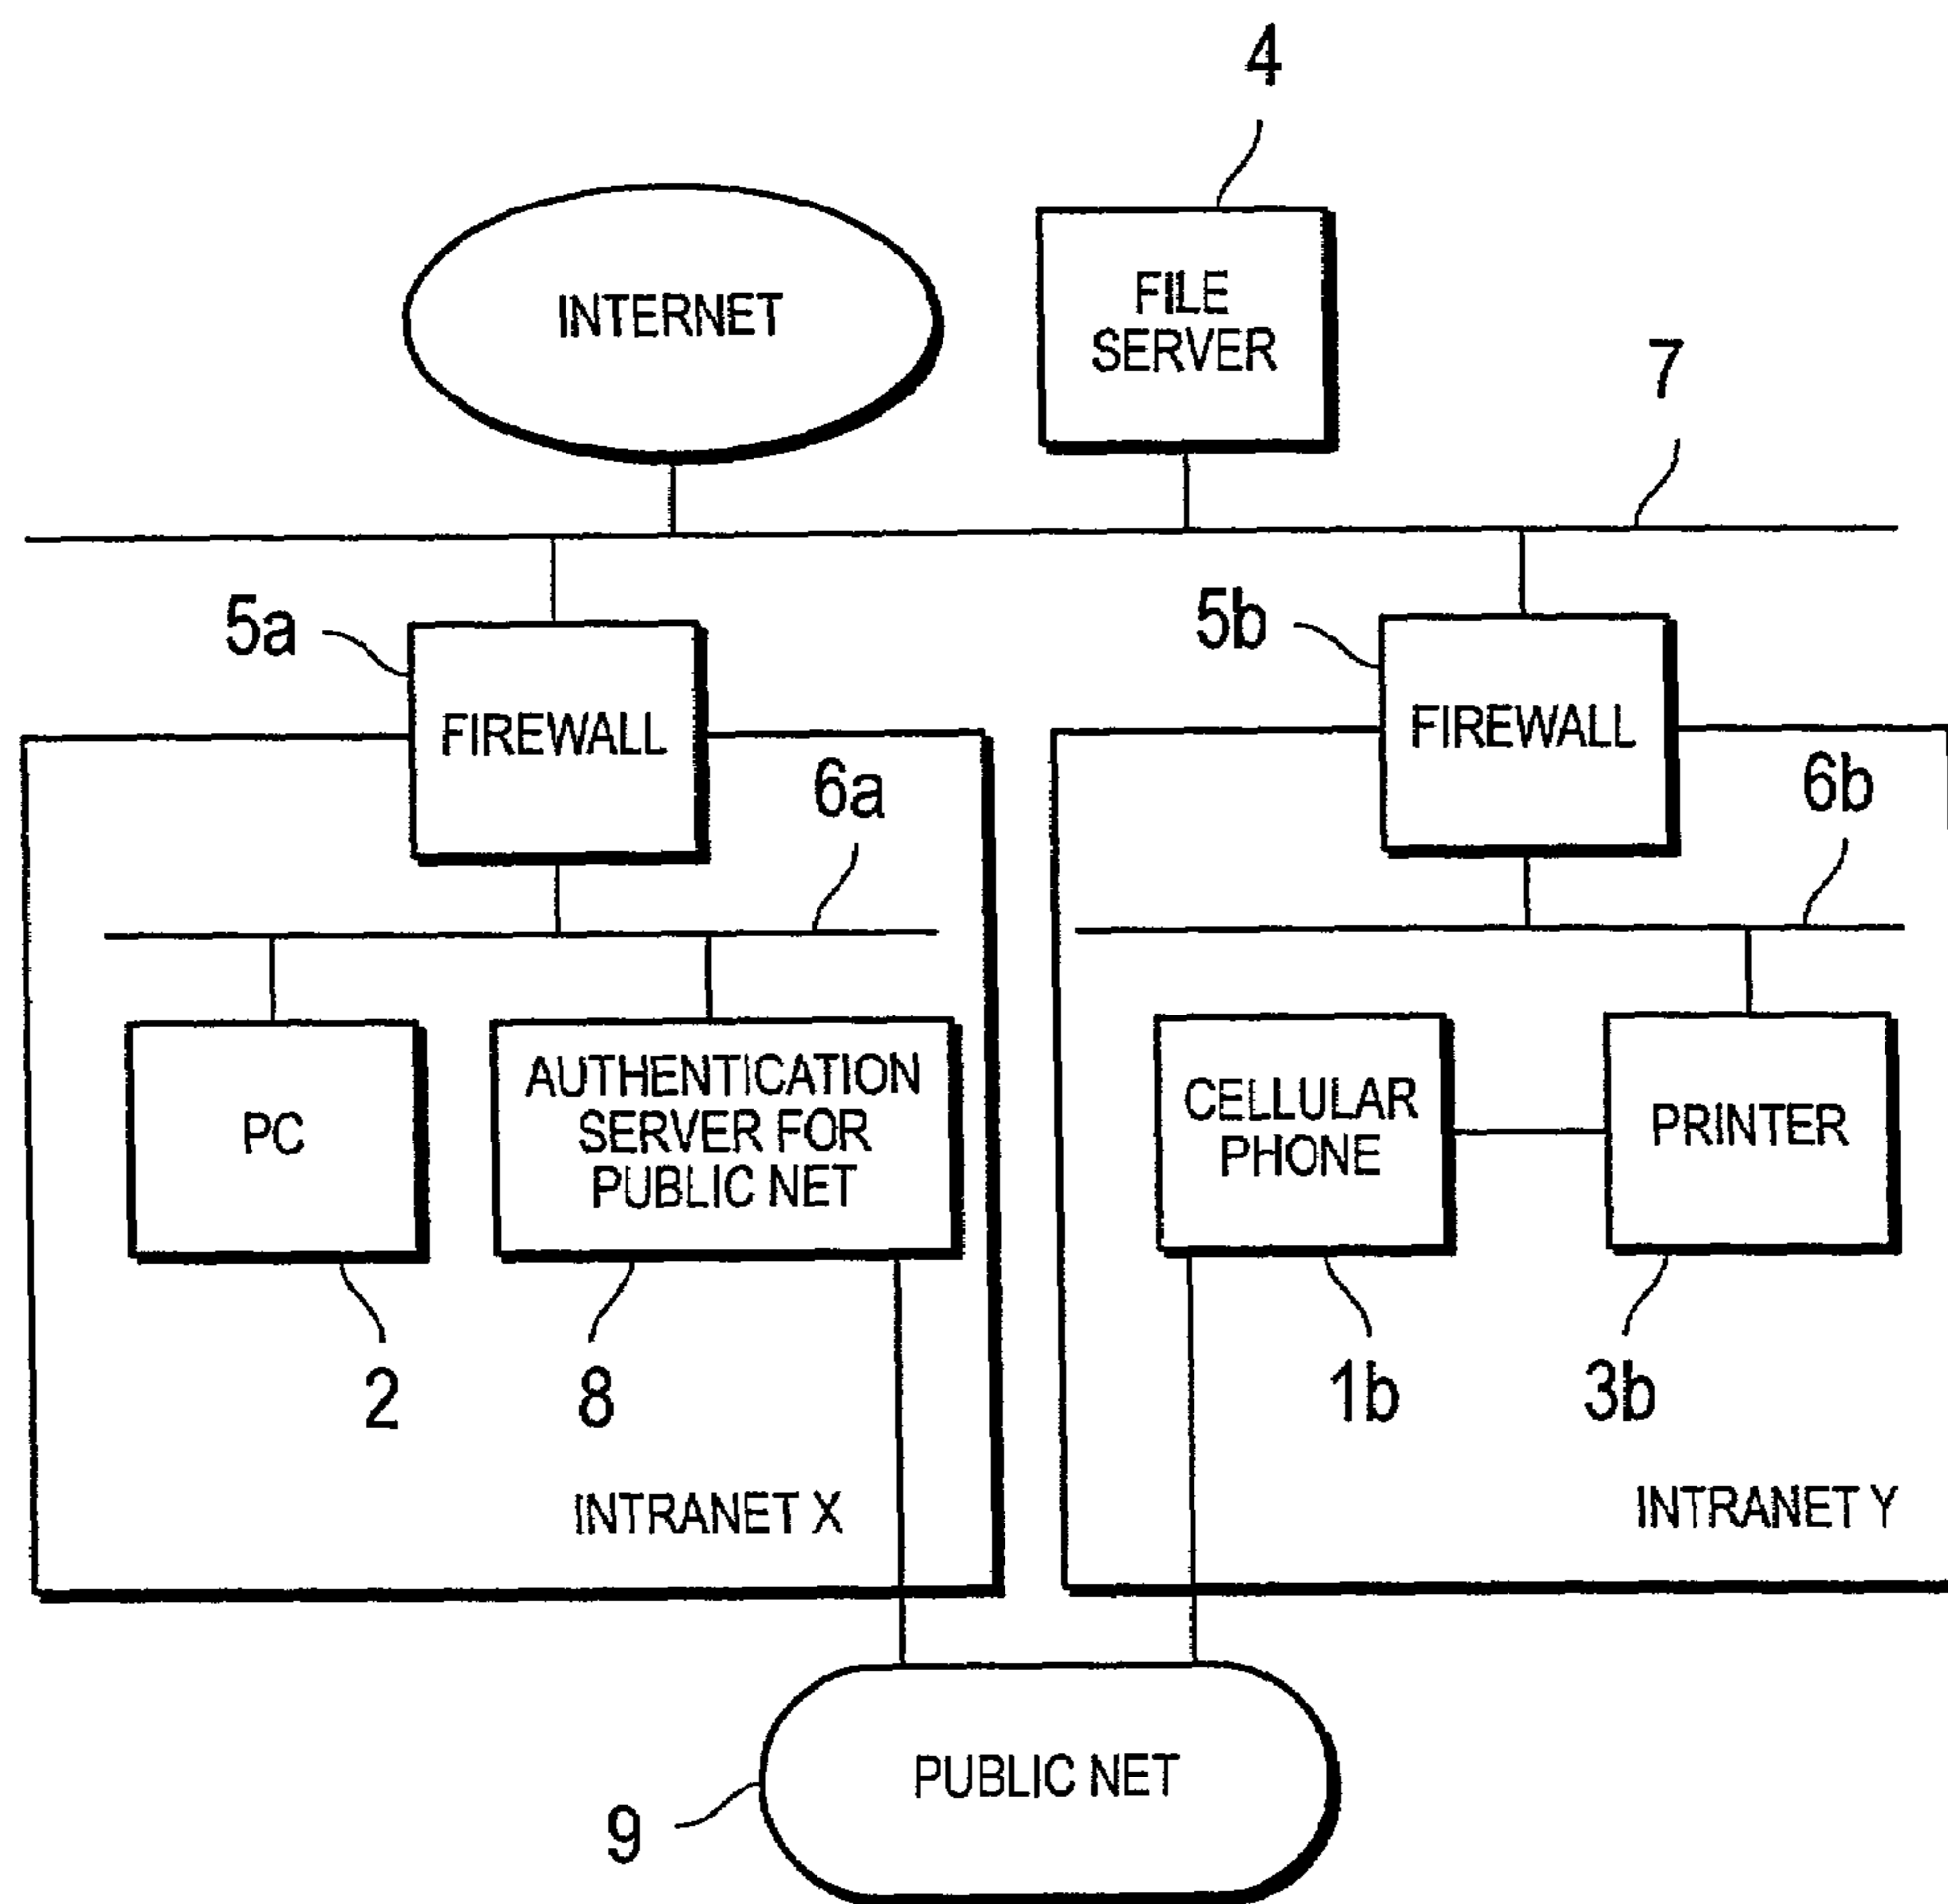 4
INTERNET
FILE
SERVER
7
5a
5b
FIREWALL
FIREWALL
6a
6b
PC
AUTHENTICATION
SERVER FOR
PUBLIC NET
CELLULAR
PHONE
PRINTER
2
8
1b
3b
INTRANET X
INTRANET Y
PUBLIC NET
9